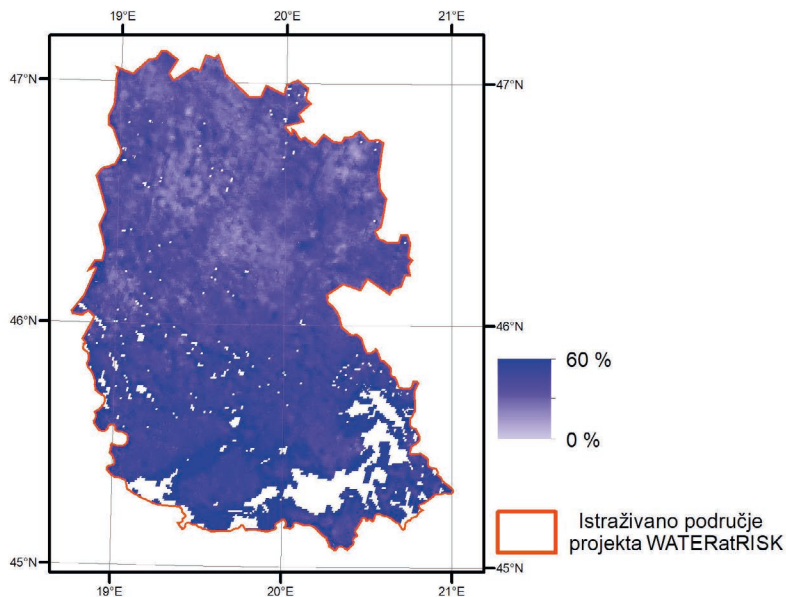 19°E 20°E 21°E
47°N 47°N
46°N 46°N
60 %
0 %
Istraživano područje
projekta WATERatRISK
45°N 45°N
19°E 20°E 21°E